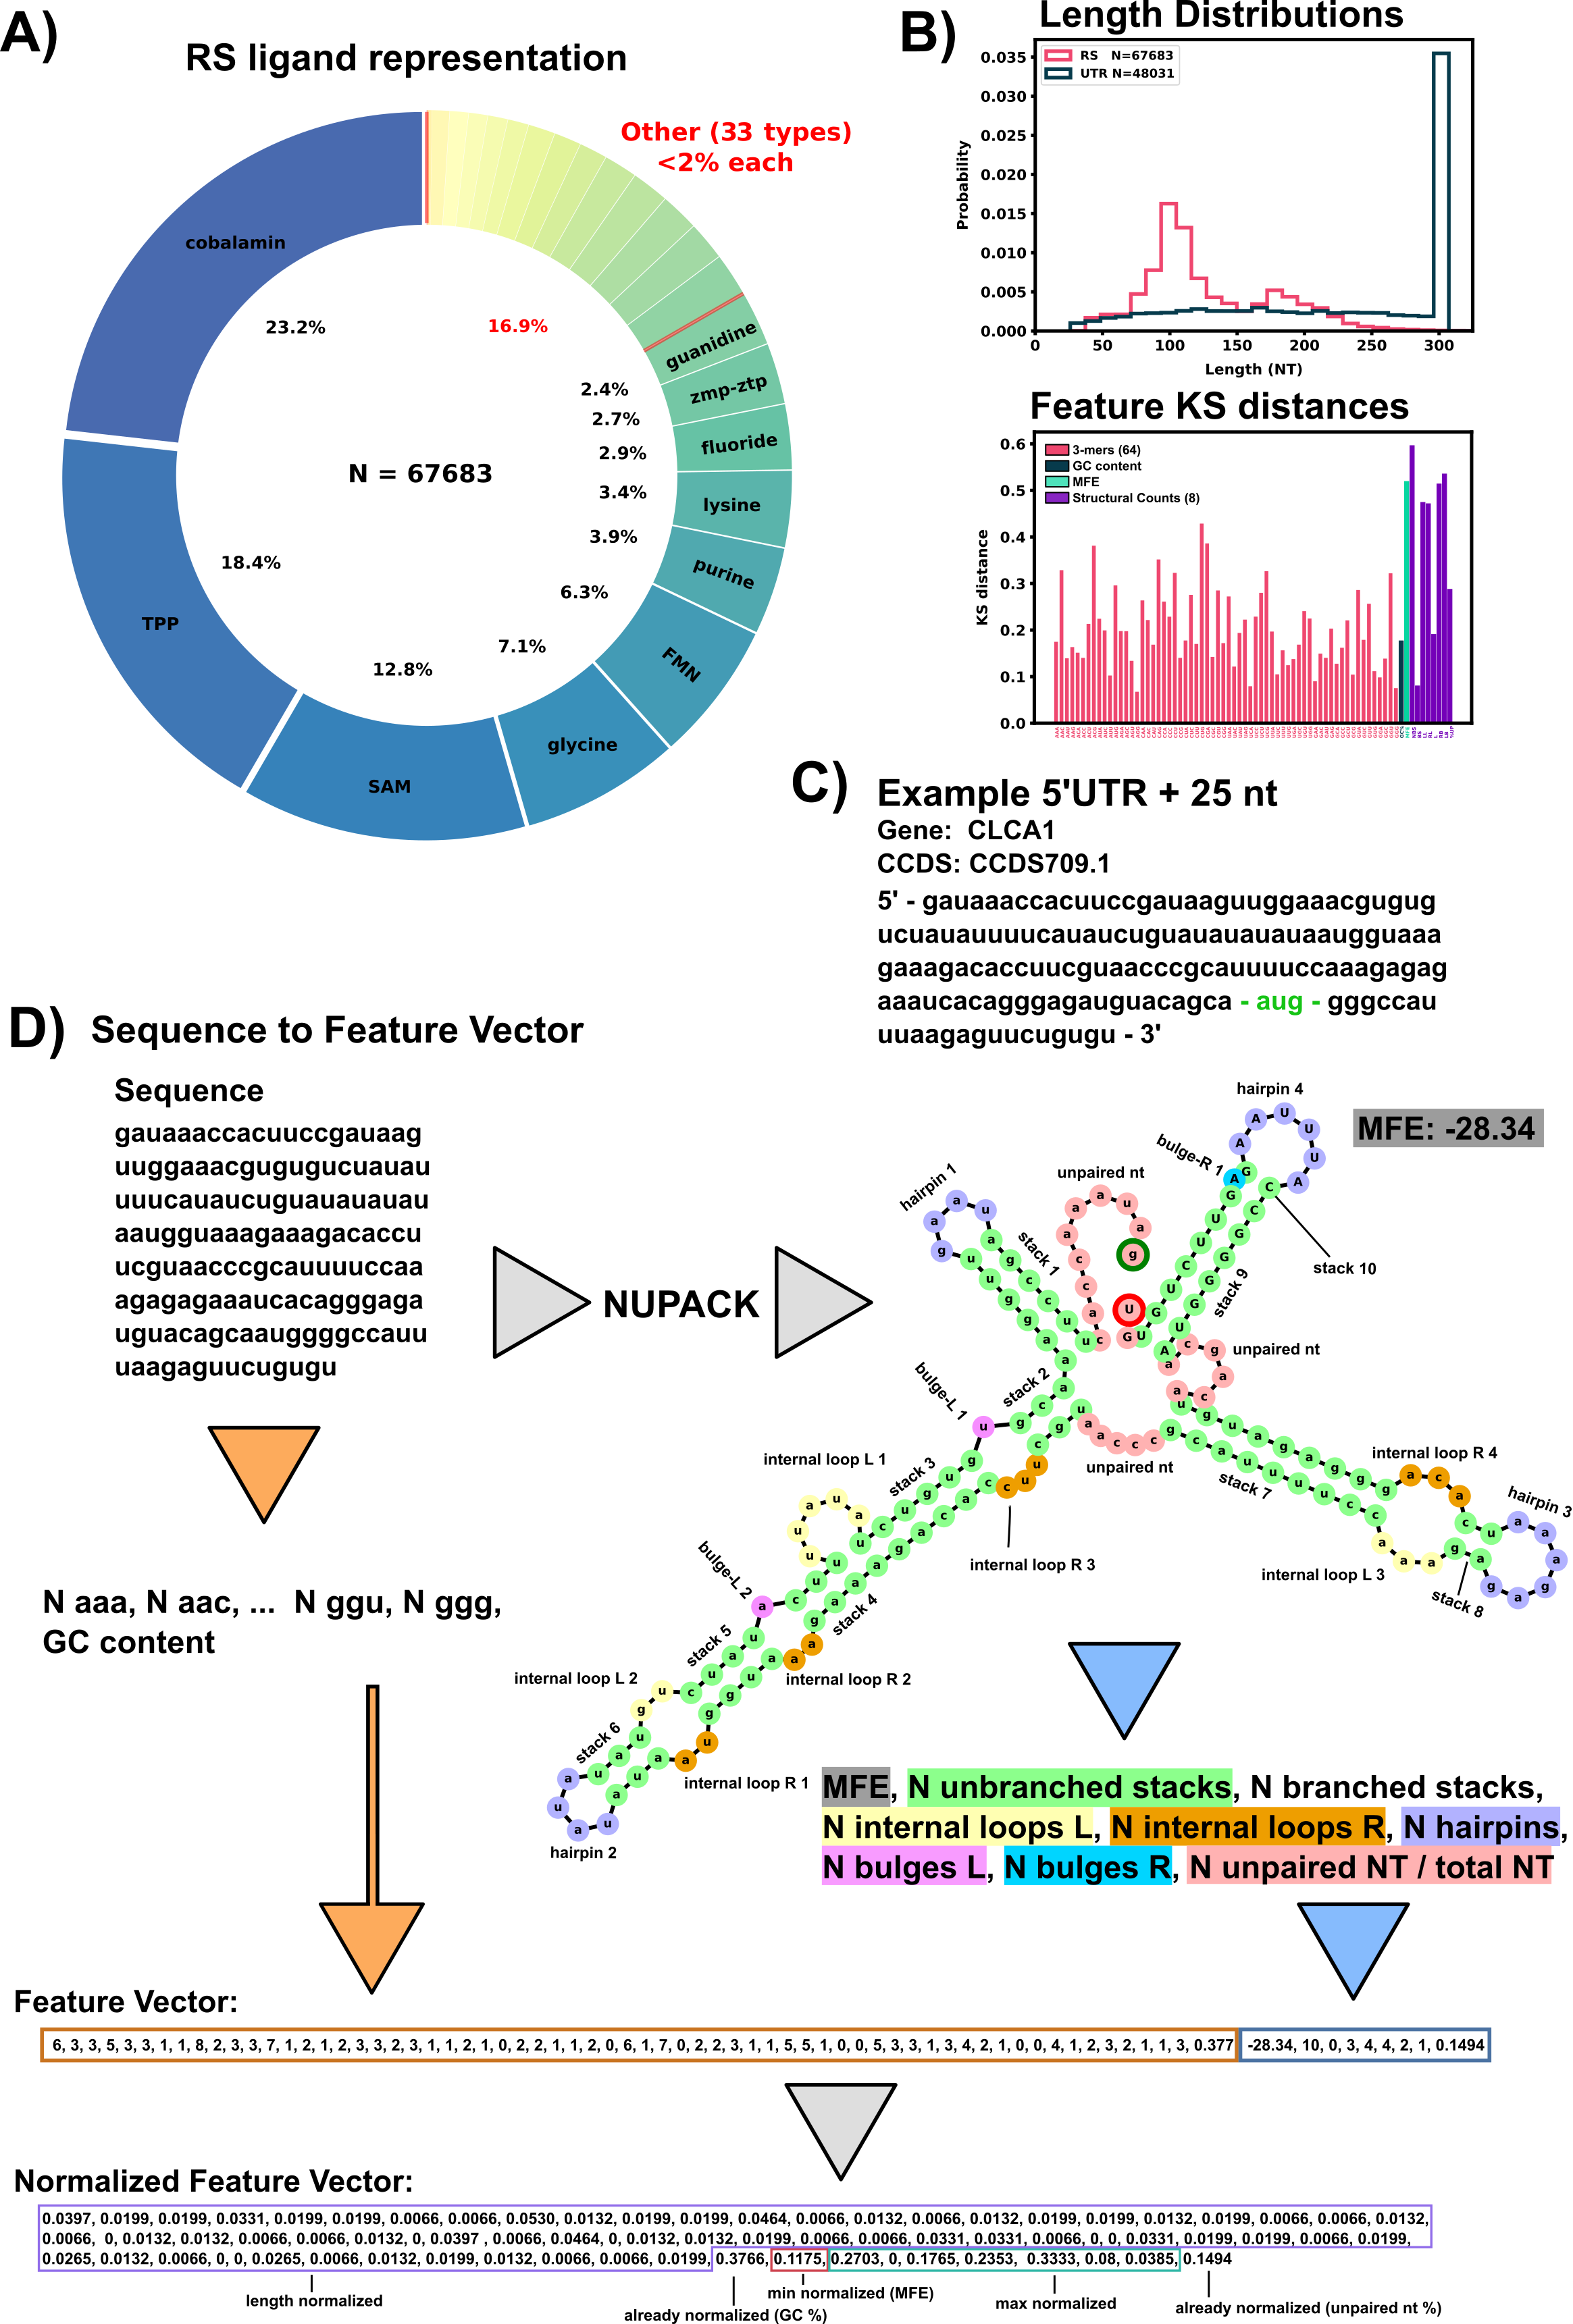 A)
RS ligand representation
Other (33 types)
<2% each
cobalamin
guanidine
zmp-ztp
fluoride
lysine
purine
FMN
glycine
SAM
TPP
23.2%
16.9%
2.4%
2.7%
2.9%
3.4%
3.9%
6.3%
7.1%
12.8%
18.4%
N = 67683
B)
Length Distributions
RS N=67683
UTR N=48031
Probability
0.035
0.030
0.025
0.020
0.015
0.010
0.005
0.000
0 50 100 150 200 250 300
Length (NT)
Feature KS distances
3-mers (64)
GC content
MFE
Structural Counts (8)
KS distance
0.6
0.5
0.4
0.3
0.2
0.1
0.0
C)
Example 5'UTR + 25 nt
Gene: CLCA1
CCDS: CCDS709.1
5' - gauaaaccacuuccgauaaguuggaaacgugug
ucuauauuuucauaucuguauauauauaaugguaaa
gaaagacaccuucguaacccgcauuuuccaaagagag
aaaucacagggagauguacagca - aug - gggccau
uuaagaguucugugu - 3'
D)
Sequence to Feature Vector
Sequence
gauaaaccacuuccgauaag
uuggaaacgugugucuauau
uuucauaucuguauauauau
aaugguaaagaaagacaccu
ucguaacccgcauuuuccaa
agagagaaaucacagggaga
uguacagcaauggggccauu
uaagaguucugugu
NUPACK
MFE: -28.34
hairpin 4
bulge-R 1
unpaired nt
hairpin 1
stack 1
stack 10
stack 9
unpaired nt
stack 2
bulge-L 1
unpaired nt
internal loop R 4
hairpin 3
stack 7
internal loop L 1
stack 3
internal loop R 3
internal loop L 3
stack 8
bulge-L 2
stack 4
stack 5
internal loop L 2
internal loop R 2
stack 6
internal loop R 1
hairpin 2
N aaa, N aac, ... N ggu, N ggg,
GC content
MFE, N unbranched stacks, N branched stacks,
N internal loops L, N internal loops R, N hairpins,
N bulges L, N bulges R, N unpaired NT / total NT
Feature Vector:
6, 3, 3, 5, 3, 3, 1, 1, 8, 2, 3, 3, 7, 1, 2, 1, 2, 3, 3, 2, 3, 1, 1, 2, 1, 0, 2, 2, 1, 1, 2, 0, 6, 1, 7, 0, 2, 2, 3, 1, 1, 5, 5, 1, 0, 0, 5, 3, 3, 1, 3, 4, 2, 1, 0, 0, 4, 1, 2, 3, 2, 1, 1, 3, 0.377
-28.34, 10, 0, 3, 4, 4, 2, 1, 0.1494
Normalized Feature Vector:
0.0397, 0.0199, 0.0199, 0.0331, 0.0199, 0.0199, 0.0066, 0.0066, 0.0530, 0.0132, 0.0199, 0.0199, 0.0464, 0.0066, 0.0132, 0.0066, 0.0132, 0.0199, 0.0199, 0.0132, 0.0199, 0.0066, 0.0066, 0.0132,
0.0066, 0, 0.0132, 0.0132, 0.0066, 0.0066, 0.0132, 0, 0.0397 , 0.0066, 0.0464, 0, 0.0132, 0.0132, 0.0199, 0.0066, 0.0066, 0.0331, 0.0331, 0.0066, 0, 0, 0.0331, 0.0199, 0.0199, 0.0066, 0.0199,
0.0265, 0.0132, 0.0066, 0, 0, 0.0265, 0.0066, 0.0132, 0.0199, 0.0132, 0.0066, 0.0066, 0.0199, 0.3766, 0.1175, 0.2703, 0, 0.1765, 0.2353, 0.3333, 0.08, 0.0385, 0.1494
length normalized
already normalized (GC %)
min normalized (MFE)
max normalized
already normalized (unpaired nt %)